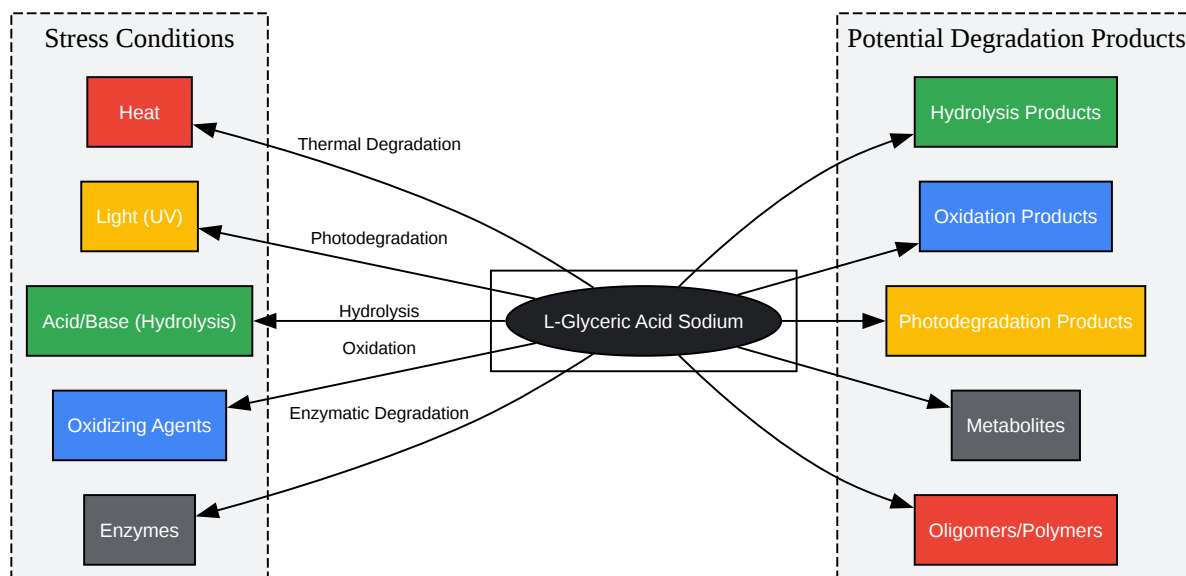 Stress Conditions
Heat
Light (UV)
Acid/Base (Hydrolysis)
Oxidizing Agents
Enzymes
Thermal Degradation
Photodegradation
Hydrolysis
Oxidation
Enzymatic Degradation
L-Glyceric Acid Sodium
Potential Degradation Products
Hydrolysis Products
Oxidation Products
Photodegradation Products
Metabolites
Oligomers/Polymers